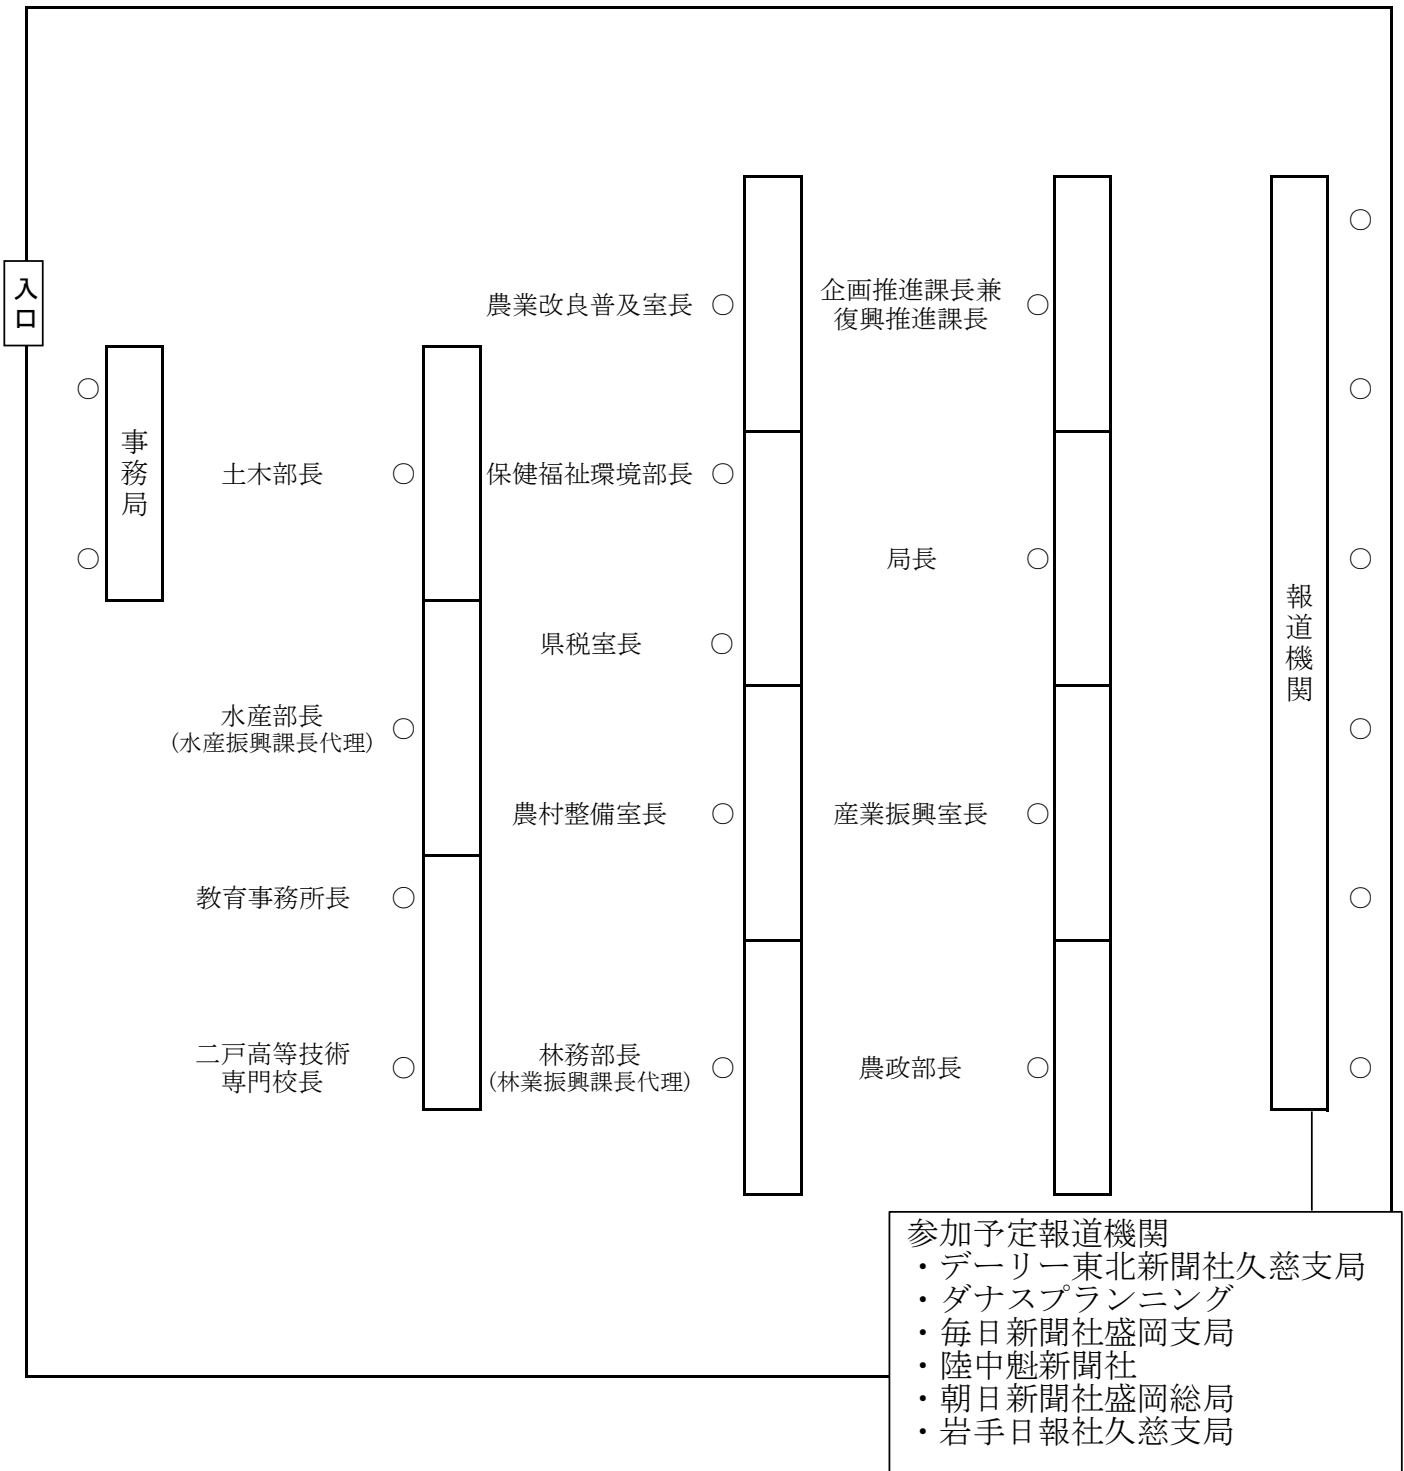 入口
事務局
土木部長 ○
水産部長
(水産振興課長代理) ○
教育事務所長 ○
二戸高等技術
専門校長 ○
農業改良普及室長 ○
保健福祉環境部長 ○
県税室長 ○
農村整備室長 ○
林務部長
(林業振興課長代理) ○
企画推進課長兼
復興推進課長 ○
局長 ○
産業振興室長 ○
農政部長 ○
報道機関
参加予定報道機関
・デーリー東北新聞社久慈支局
・ダナスプランニング
・毎日新聞社盛岡支局
・陸中魁新聞社
・朝日新聞社盛岡総局
・岩手日報社久慈支局